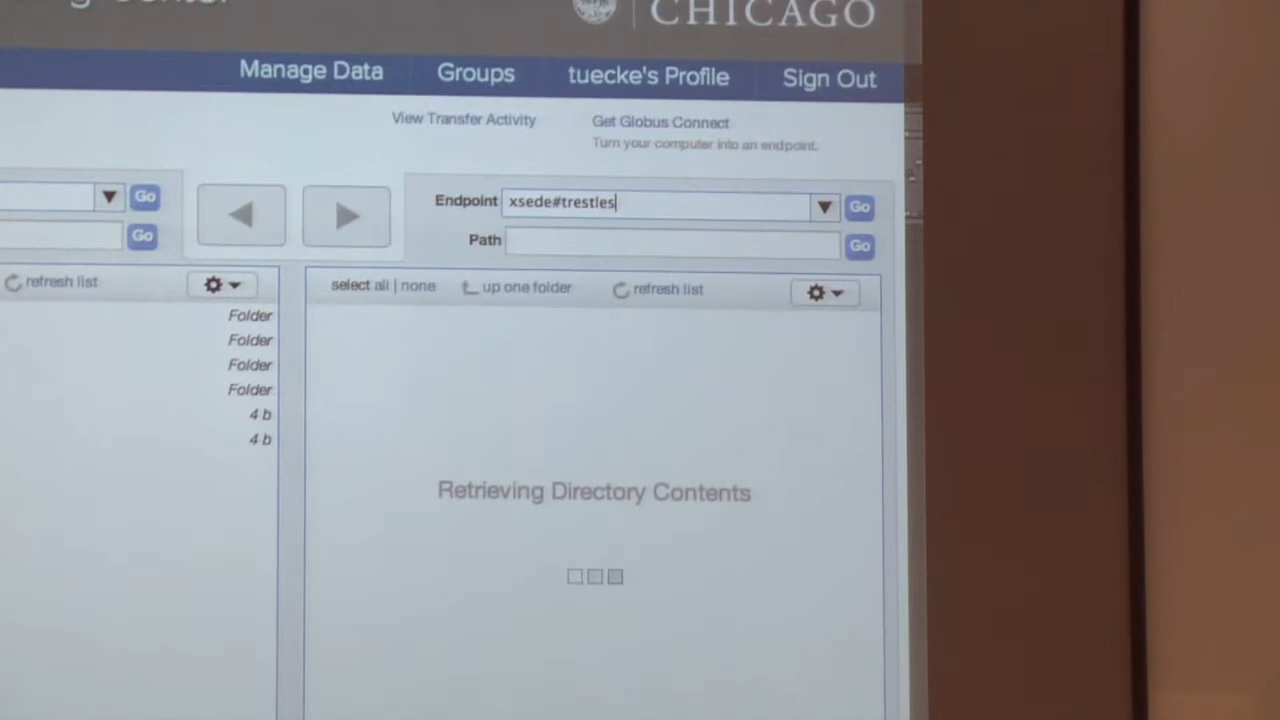 CHICAGO
Manage Data Groups tuecke's Profile Sign Out
View Transfer Activity Get Globus Connect
Turn your computer into an endpoint.
Go Endpoint xsede#trestles Go
Go Path Go
refresh list select all | none up one folder refresh list
Folder
Folder
Folder
Folder
4 b
4 b
Retrieving Directory Contents